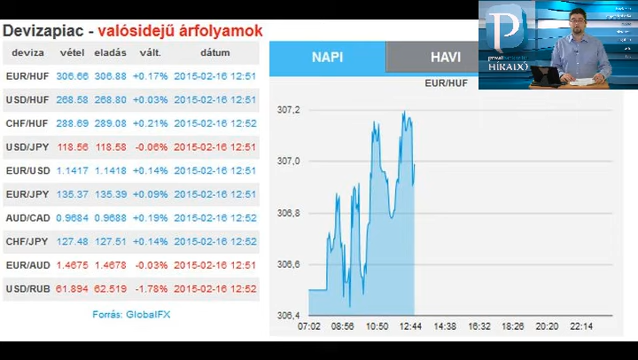 Devizapiac - valósidejű árfolyamok
deviza vétel eladás vált. dátum
EUR/HUF 306.66 306.88 +0.17% 2015-02-16 12:51
USD/HUF 268.58 268.80 +0.03% 2015-02-16 12:51
CHF/HUF 288.69 289.08 +0.21% 2015-02-16 12:52
USD/JPY 118.56 118.58 -0.06% 2015-02-16 12:51
EUR/USD 1.1417 1.1418 +0.14% 2015-02-16 12:51
EUR/JPY 135.37 135.39 +0.09% 2015-02-16 12:51
AUD/CAD 0.9684 0.9688 +0.19% 2015-02-16 12:52
CHF/JPY 127.48 127.51 +0.14% 2015-02-16 12:52
EUR/AUD 1.4675 1.4678 -0.03% 2015-02-16 12:51
USD/RUB 61.894 62.519 -1.78% 2015-02-16 12:52
Forrás: GlobalFX
NAPI HAVI
EUR/HUF
307,2
307,0
306,8
306,6
306,4
07:02 08:56 10:50 12:44 14:38 16:32 18:26 20:20 22:14
P
HÍRADÓ